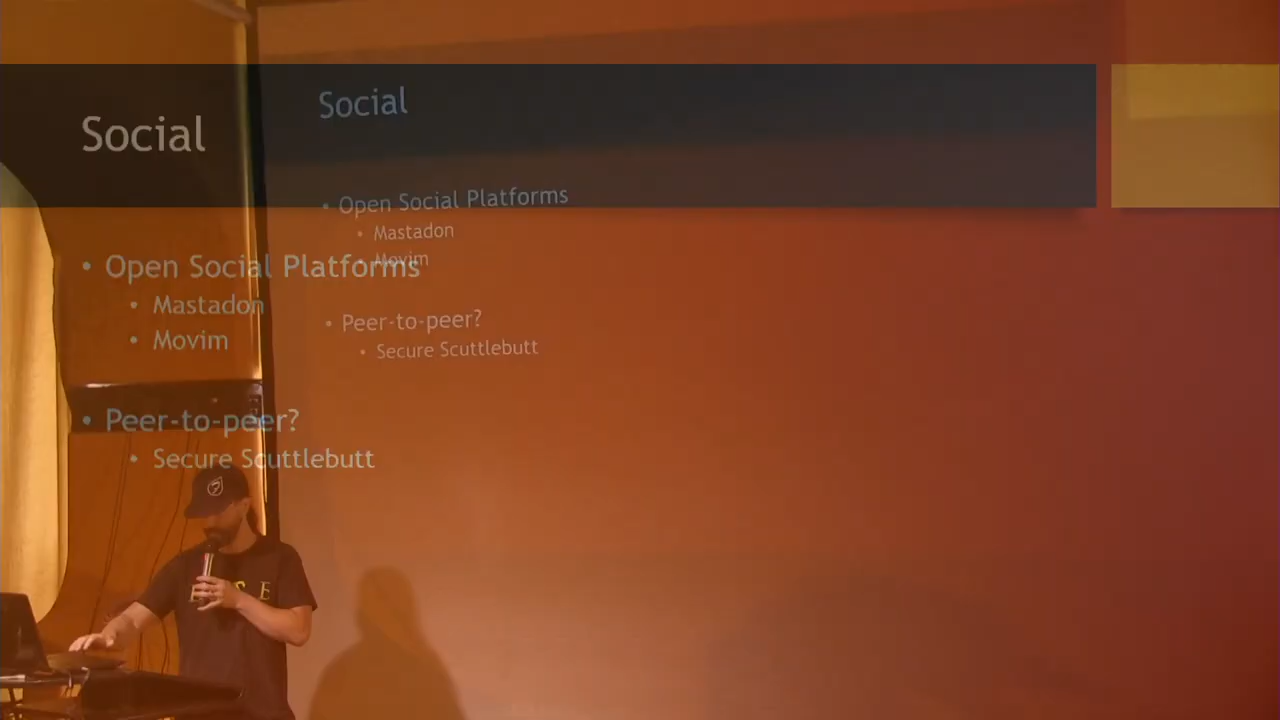 Social
Open Social Platforms
Mastadon
Movim
Peer-to-peer?
Secure Scuttlebutt
Social
Open Social Platforms
Mastadon
Movim
Peer-to-peer?
Secure Scuttlebutt